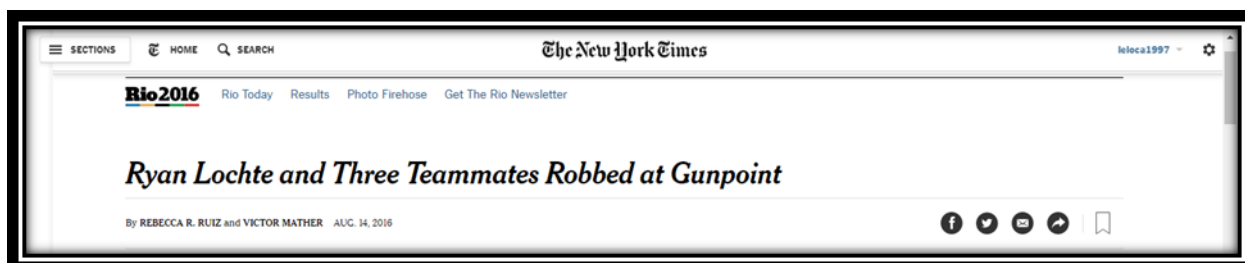 SECTIONS HOME SEARCH The New York Times leloca1997
Rio2016 Rio Today Results Photo Firehose Get The Rio Newsletter
Ryan Lochte and Three Teammates Robbed at Gunpoint
By REBECCA R. RUIZ and VICTOR MATHER AUG. 14, 2016